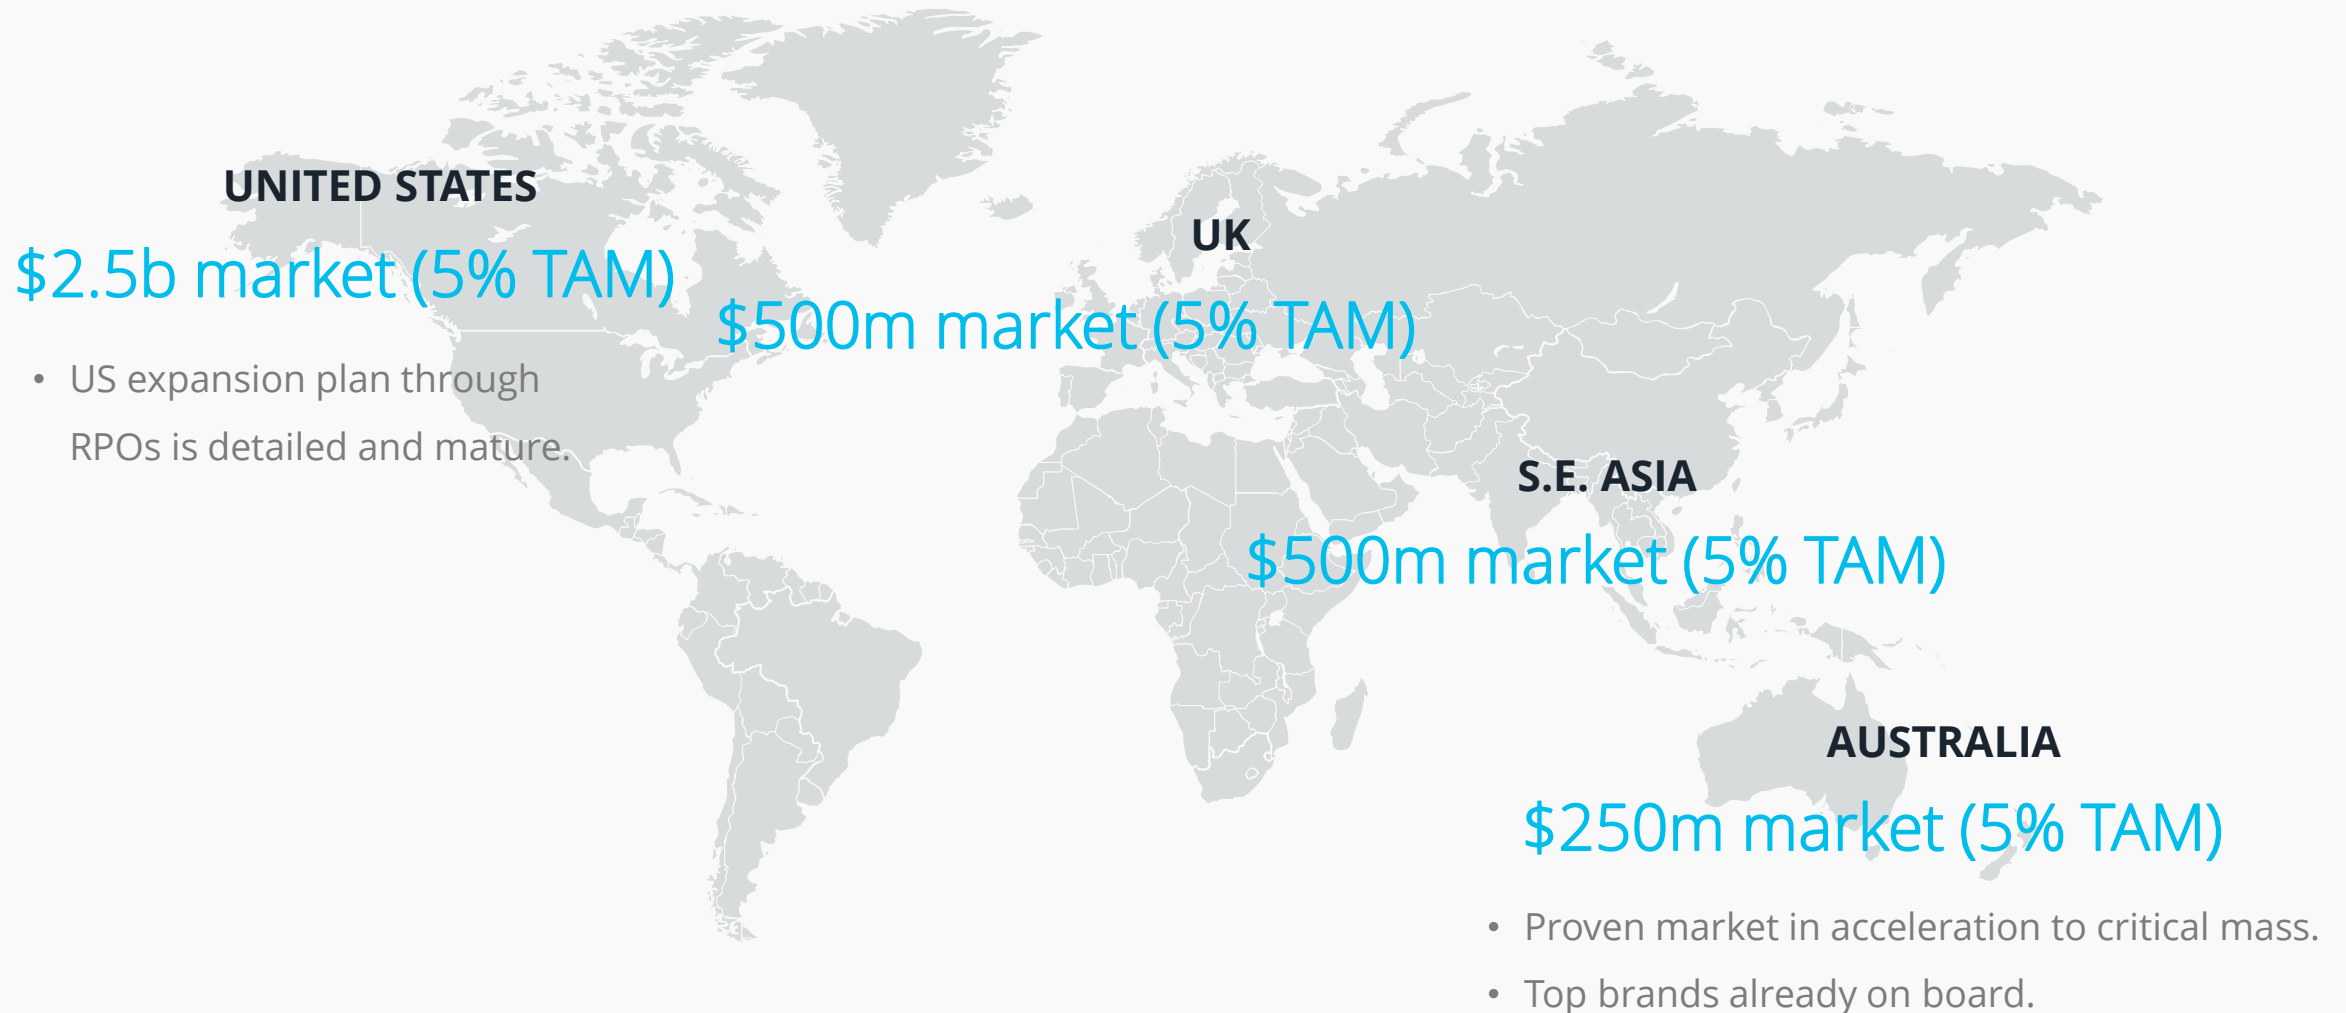 UNITED STATES
$2.5b market (5% TAM)
• US expansion plan through
RPOs is detailed and mature.
UK
$500m market (5% TAM)
S.E. ASIA
$500m market (5% TAM)
AUSTRALIA
$250m market (5% TAM)
• Proven market in acceleration to critical mass.
• Top brands already on board.